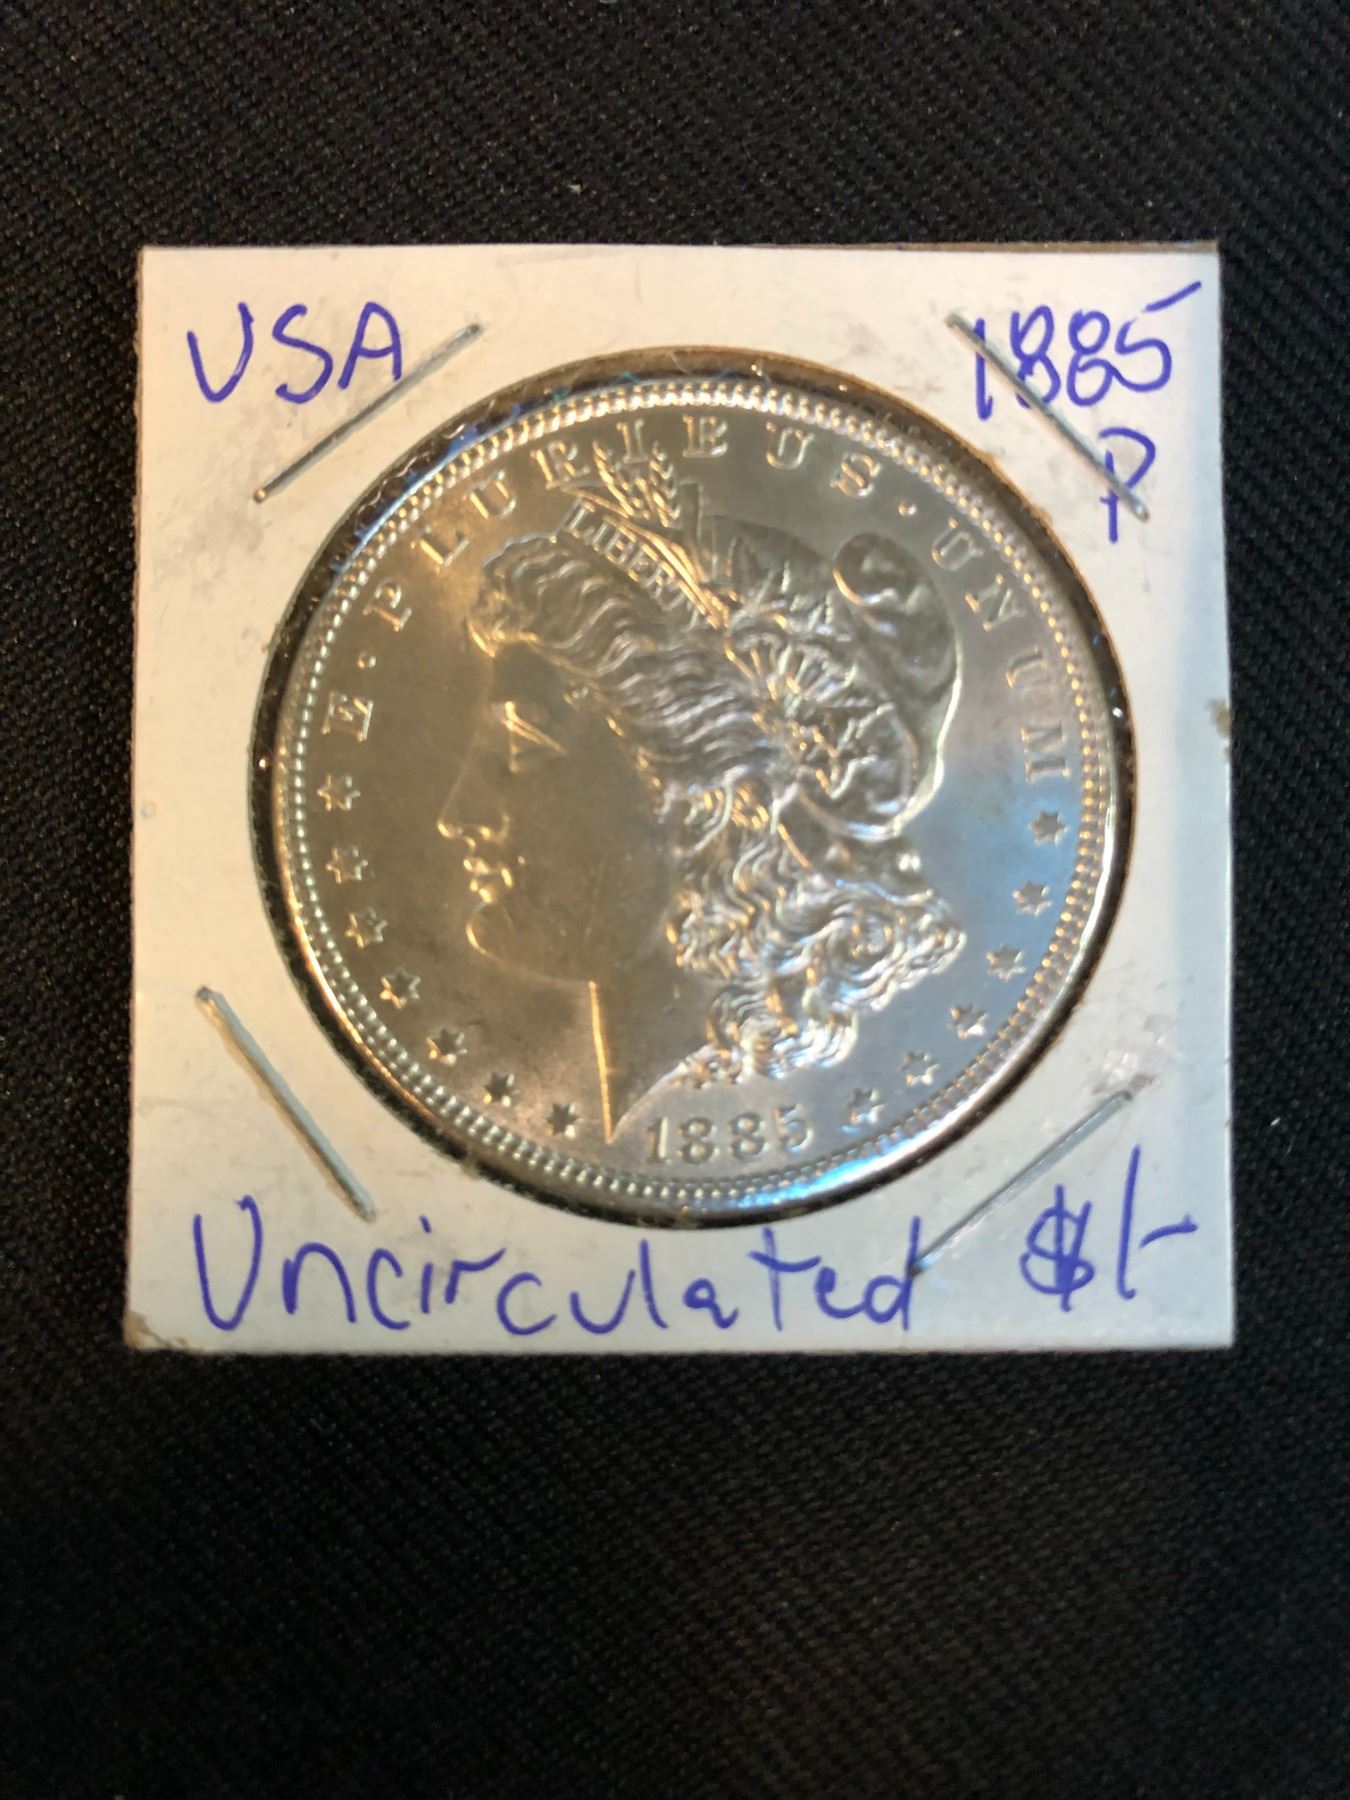 USA
1885
P
E · PLURIBUS · UNUM
LIBERTY
1885
Uncirculated $1-